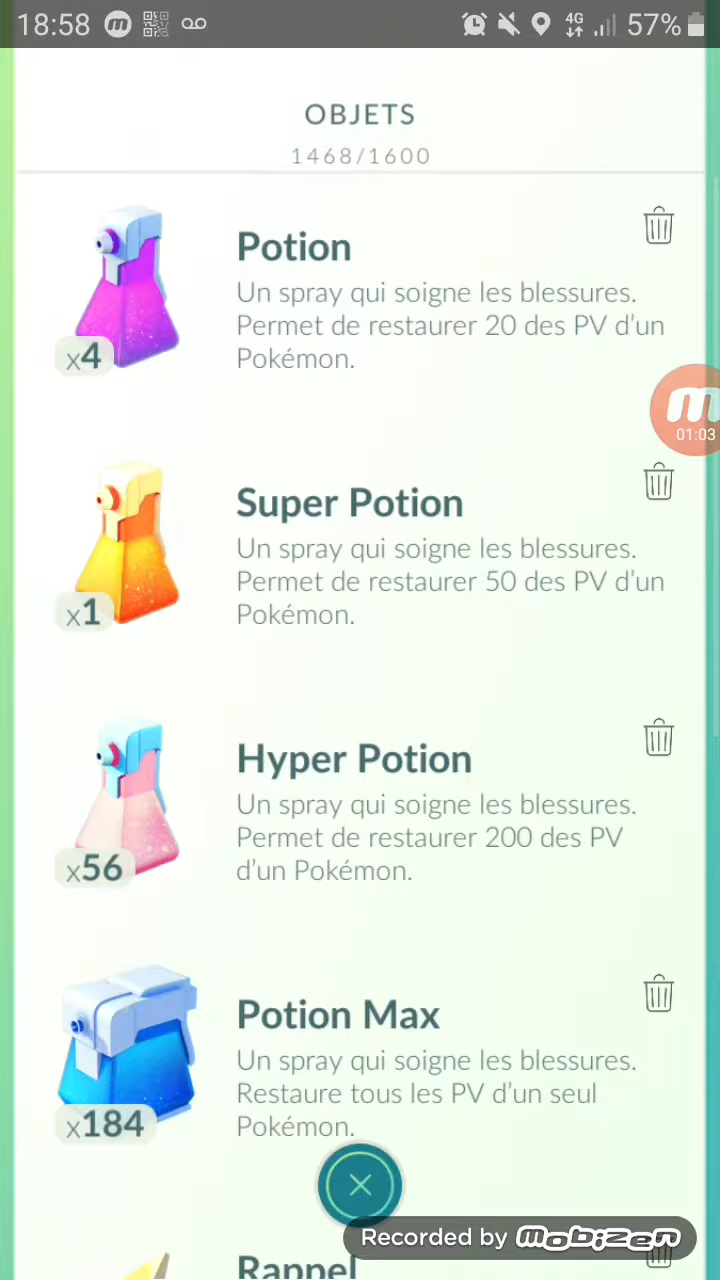 18:58 m 4G 57%
OBJETS
1468/1600
Potion
Un spray qui soigne les blessures.
Permet de restaurer 20 des PV d'un
Pokémon.
x4
m
01:03
Super Potion
Un spray qui soigne les blessures.
Permet de restaurer 50 des PV d'un
Pokémon.
x1
Hyper Potion
Un spray qui soigne les blessures.
Permet de restaurer 200 des PV
d'un Pokémon.
x56
Potion Max
Un spray qui soigne les blessures.
Restaure tous les PV d'un seul
Pokémon.
x184
Recorded by mobizen
Rappel